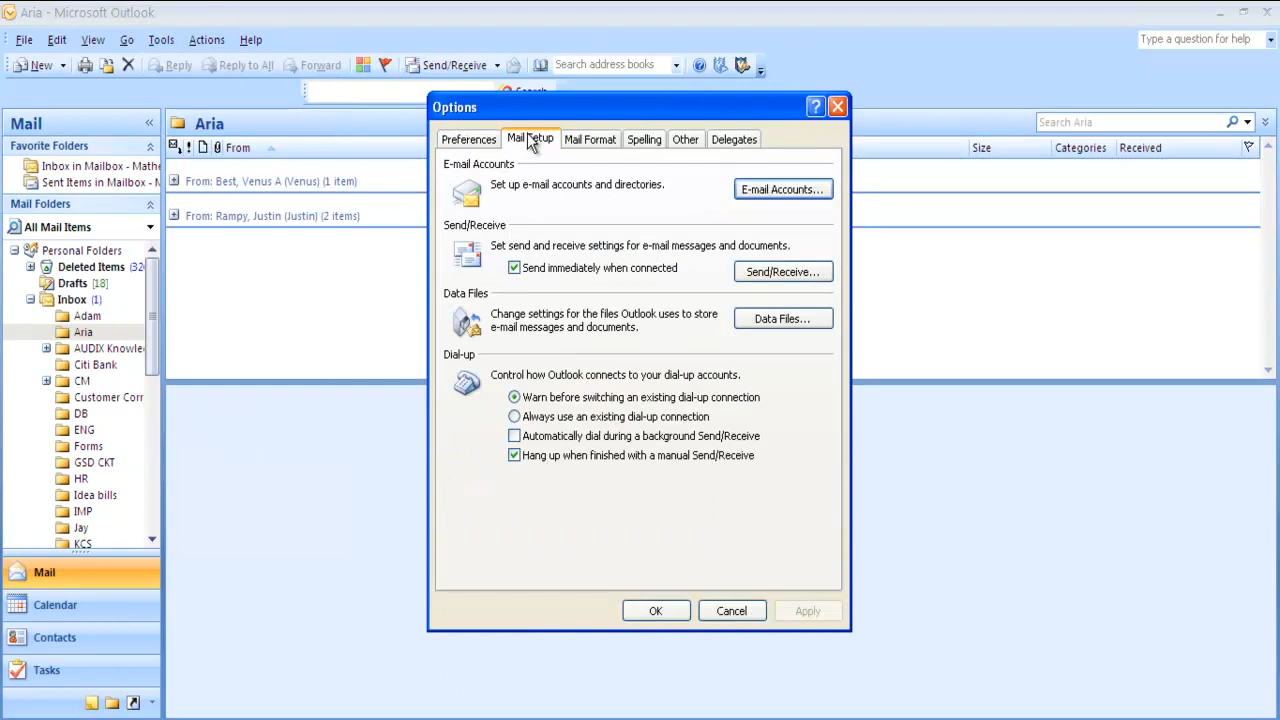 Aria - Microsoft Outlook
File Edit View Go Tools Actions Help
Type a question for help
New Reply Reply to All Forward Send/Receive Search address books
Search
Mail
Favorite Folders
Inbox in Mailbox - Mathe
Sent Items in Mailbox - M
Mail Folders
All Mail Items
Personal Folders
Deleted Items (32
Drafts [18]
Inbox (1)
Adam
Aria
AUDIX Knowle
Citi Bank
CM
Customer Corr
DB
ENG
Forms
GSD CKT
HR
Idea bills
IMP
Jay
KCS
Mail
Calendar
Contacts
Tasks
Aria
Search Aria
From Size Categories Received
From: Best, Venus A (Venus) (1 item)
From: Rampy, Justin (Justin) (2 items)
Options
Preferences Mail Setup Mail Format Spelling Other Delegates
E-mail Accounts
Set up e-mail accounts and directories.
E-mail Accounts...
Send/Receive
Set send and receive settings for e-mail messages and documents.
Send immediately when connected
Send/Receive...
Data Files
Change settings for the files Outlook uses to store
e-mail messages and documents.
Data Files...
Dial-up
Control how Outlook connects to your dial-up accounts.
Warn before switching an existing dial-up connection
Always use an existing dial-up connection
Automatically dial during a background Send/Receive
Hang up when finished with a manual Send/Receive
OK Cancel Apply